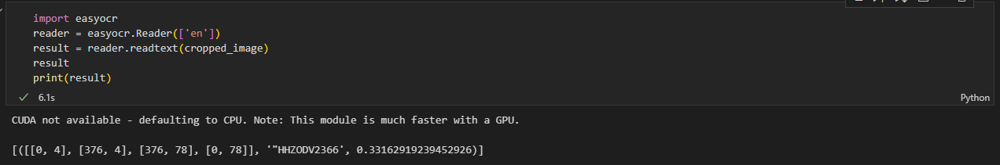 import easyocr
reader = easyocr.Reader(['en'])
result = reader.readtext(cropped_image)
result
print(result)
6.1s
Python
CUDA not available - defaulting to CPU. Note: This module is much faster with a GPU.
[([[0, 4], [376, 4], [376, 78], [0, 78]], '"HHZODV2366', 0.33162919239452926)]